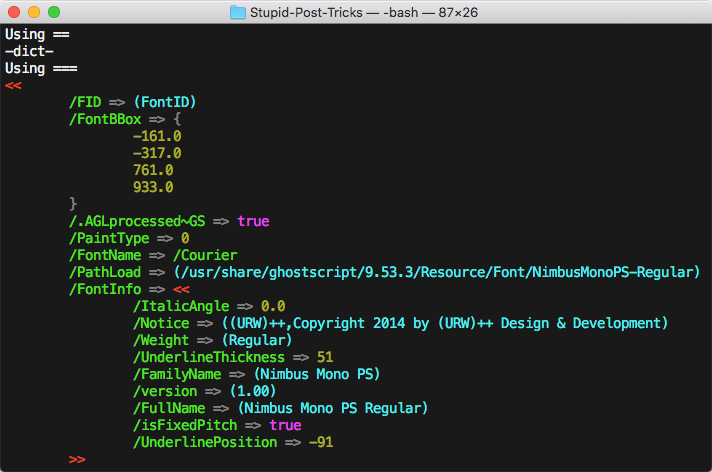 Stupid-Post-Tricks — -bash — 87×26
Using ==
-dict-
Using ===
<<
/FID => (FontID)
/FontBBox => {
-161.0
-317.0
761.0
933.0
}
/.AGLprocessed~GS => true
/PaintType => 0
/FontName => /Courier
/PathLoad => (/usr/share/ghostscript/9.53.3/Resource/Font/NimbusMonoPS-Regular)
/FontInfo => <<
/ItalicAngle => 0.0
/Notice => ((URW)++,Copyright 2014 by (URW)++ Design & Development)
/Weight => (Regular)
/UnderlineThickness => 51
/FamilyName => (Nimbus Mono PS)
/version => (1.00)
/FullName => (Nimbus Mono PS Regular)
/isFixedPitch => true
/UnderlinePosition => -91
>>